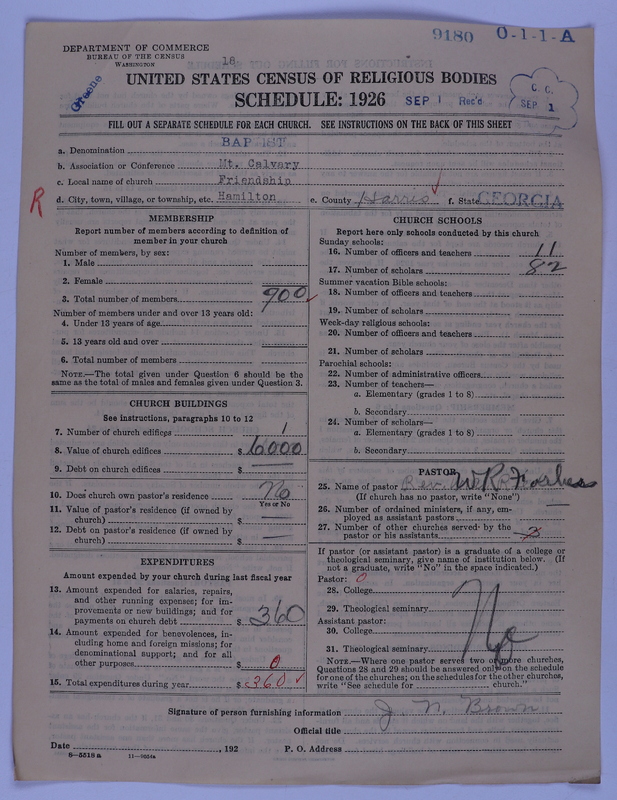 9180 0-1-1-A
DEPARTMENT OF COMMERCE
BUREAU OF THE CENSUS
WASHINGTON
18
Greene
UNITED STATES CENSUS OF RELIGIOUS BODIES
SCHEDULE: 1926
SEP 1 Rec'd
C. C.
SEP 1
FILL OUT A SEPARATE SCHEDULE FOR EACH CHURCH. SEE INSTRUCTIONS ON THE BACK OF THIS SHEET
a. Denomination BAPTIST
b. Association or Conference Mt. Calvary
c. Local name of church Friendship
d. City, town, village, or township, etc. Hamilton e. County Harris f. State GEORGIA
R
MEMBERSHIP
Report number of members according to definition of
member in your church
Number of members, by sex:
1. Male
2. Female
3. Total number of members 900
Number of members under and over 13 years old:
4. Under 13 years of age
5. 13 years old and over
6. Total number of members
NOTE.—The total given under Question 6 should be the
same as the total of males and females given under Question 3.
CHURCH BUILDINGS
See instructions, paragraphs 10 to 12
7. Number of church edifices 1
8. Value of church edifices $ 6000
9. Debt on church edifices $ —
10. Does church own pastor's residence No
Yes or No
11. Value of pastor's residence (if owned by
church) $ —
12. Debt on pastor's residence (if owned by
church) $ —
EXPENDITURES
Amount expended by your church during last fiscal year
13. Amount expended for salaries, repairs,
and other running expenses; for im-
provements or new buildings; and for
payments on church debt $ 360
14. Amount expended for benevolences, in-
cluding home and foreign missions; for
denominational support; and for all
other purposes $ 0
15. Total expenditures during year $ 360
CHURCH SCHOOLS
Report here only schools conducted by this church
Sunday schools:
16. Number of officers and teachers 11
17. Number of scholars 82
Summer vacation Bible schools:
18. Number of officers and teachers
19. Number of scholars
Week-day religious schools:
20. Number of officers and teachers
21. Number of scholars
Parochial schools:
22. Number of administrative officers
23. Number of teachers—
a. Elementary (grades 1 to 8)
b. Secondary
24. Number of scholars—
a. Elementary (grades 1 to 8)
b. Secondary
PASTOR
25. Name of pastor Rev. W R Forbes
(If church has no pastor, write "None")
26. Number of ordained ministers, if any, em-
ployed as assistant pastors —
27. Number of other churches served by the
pastor or his assistants 3
If pastor (or assistant pastor) is a graduate of a college or
theological seminary, give name of institution below. (If
not a graduate, write "No" in the space indicated.)
Pastor: 0
28. College
29. Theological seminary No
Assistant pastor:
30. College
31. Theological seminary
NOTE.—Where one pastor serves two or more churches,
Questions 28 and 29 should be answered only on the schedule
for one of the churches; on the schedules for the other churches,
write "See schedule for church."
Signature of person furnishing information J. N. Brown
Official title
Date , 192 P. O. Address
8—5518a 11—9054a